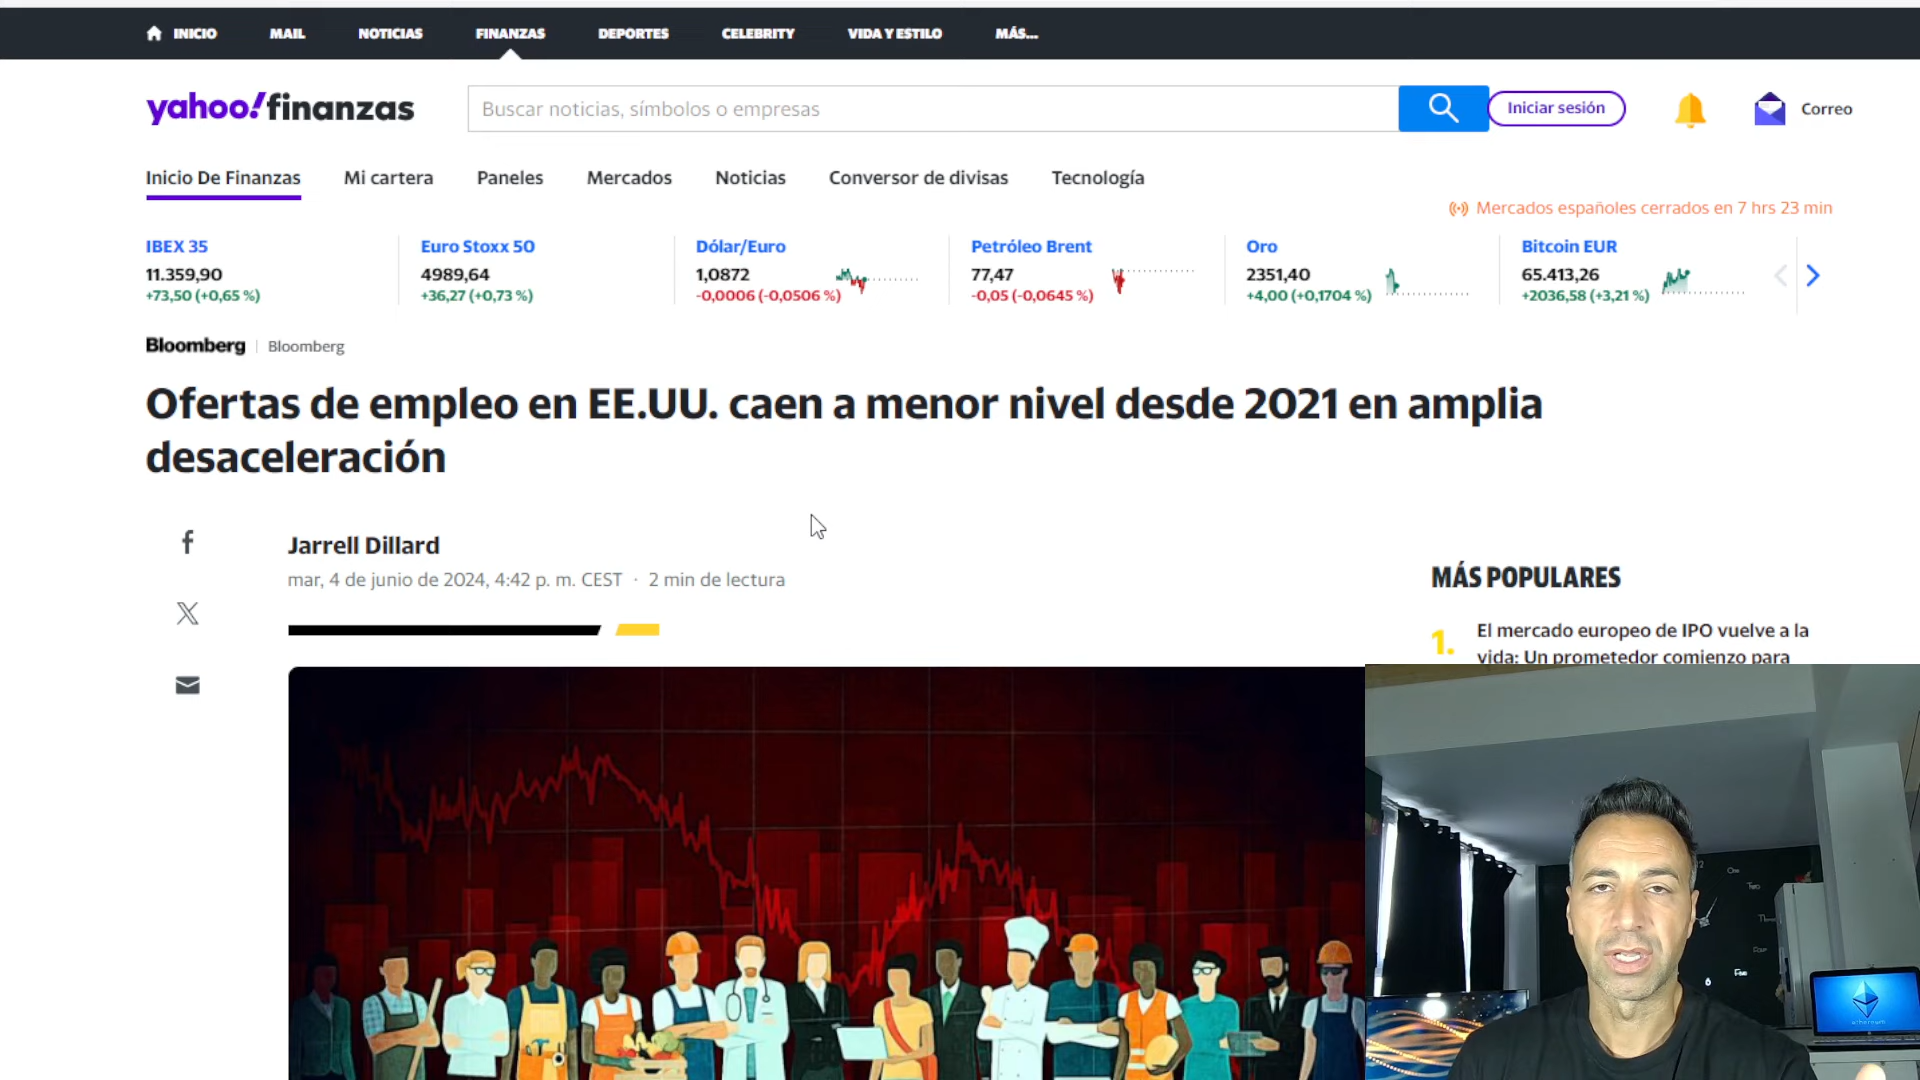 INICIO MAIL NOTICIAS FINANZAS DEPORTES CELEBRITY VIDA Y ESTILO MÁS...
yahoo!finanzas
Buscar noticias, símbolos o empresas
Iniciar sesión
Correo
Inicio De Finanzas Mi cartera Paneles Mercados Noticias Conversor de divisas Tecnología
Mercados españoles cerrados en 7 hrs 23 min
IBEX 35
11.359,90
+73,50 (+0,65 %)
Euro Stoxx 50
4989,64
+36,27 (+0,73 %)
Dólar/Euro
1,0872
-0,0006 (-0,0506 %)
Petróleo Brent
77,47
-0,05 (-0,0645 %)
Oro
2351,40
+4,00 (+0,1704 %)
Bitcoin EUR
65.413,26
+2036,58 (+3,21 %)
Bloomberg | Bloomberg
Ofertas de empleo en EE.UU. caen a menor nivel desde 2021 en amplia
desaceleración
Jarrell Dillard
mar, 4 de junio de 2024, 4:42 p. m. CEST · 2 min de lectura
MÁS POPULARES
1. El mercado europeo de IPO vuelve a la
vida: Un prometedor comienzo para
One
Two
Four
Five
ethereum